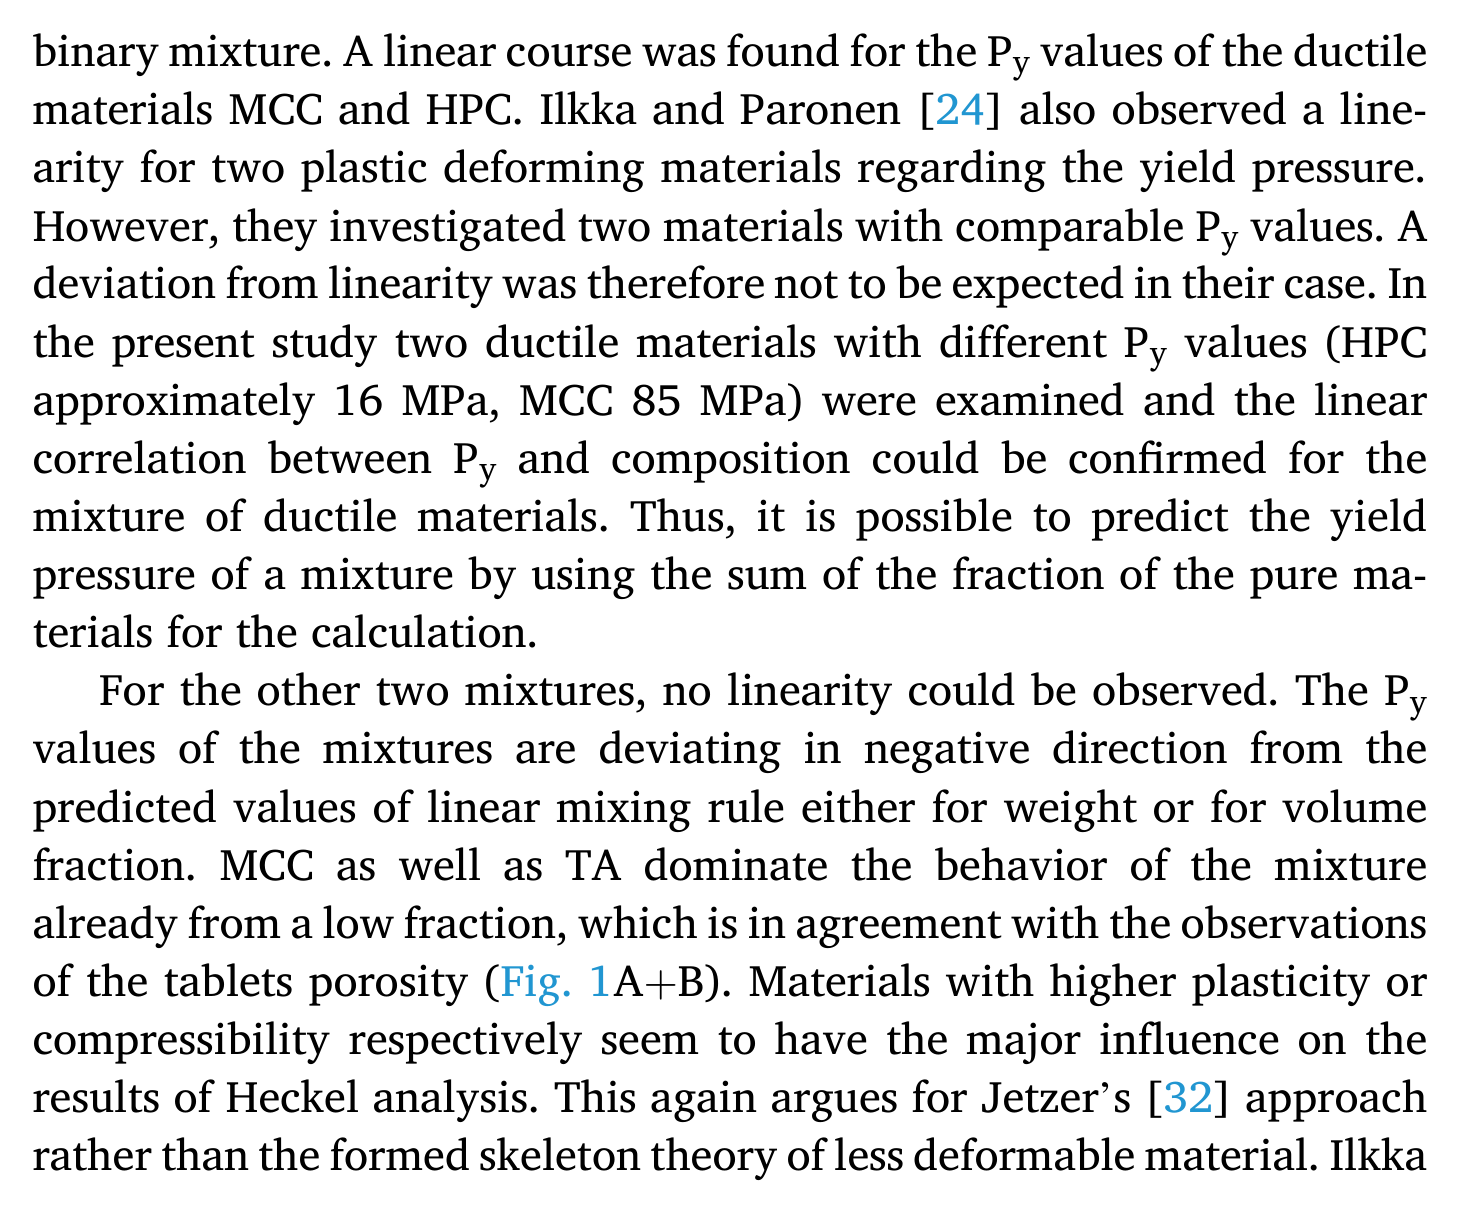 binary mixture. A linear course was found for the Py values of the ductile
materials MCC and HPC. Ilkka and Paronen [24] also observed a line-
arity for two plastic deforming materials regarding the yield pressure.
However, they investigated two materials with comparable Py values. A
deviation from linearity was therefore not to be expected in their case. In
the present study two ductile materials with different Py values (HPC
approximately 16 MPa, MCC 85 MPa) were examined and the linear
correlation between Py and composition could be confirmed for the
mixture of ductile materials. Thus, it is possible to predict the yield
pressure of a mixture by using the sum of the fraction of the pure ma-
terials for the calculation.
For the other two mixtures, no linearity could be observed. The Py
values of the mixtures are deviating in negative direction from the
predicted values of linear mixing rule either for weight or for volume
fraction. MCC as well as TA dominate the behavior of the mixture
already from a low fraction, which is in agreement with the observations
of the tablets porosity (Fig. 1A+B). Materials with higher plasticity or
compressibility respectively seem to have the major influence on the
results of Heckel analysis. This again argues for Jetzer’s [32] approach
rather than the formed skeleton theory of less deformable material. Ilkka